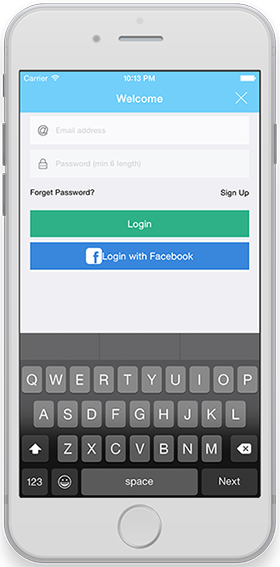 Carrier 10:13 PM
Welcome
@ Email address
Password (min 6 length)
Forget Password? Sign Up
Login
f Login with Facebook
Q W E R T Y U I O P
A S D F G H J K L
Z X C V B N M
123 space Next